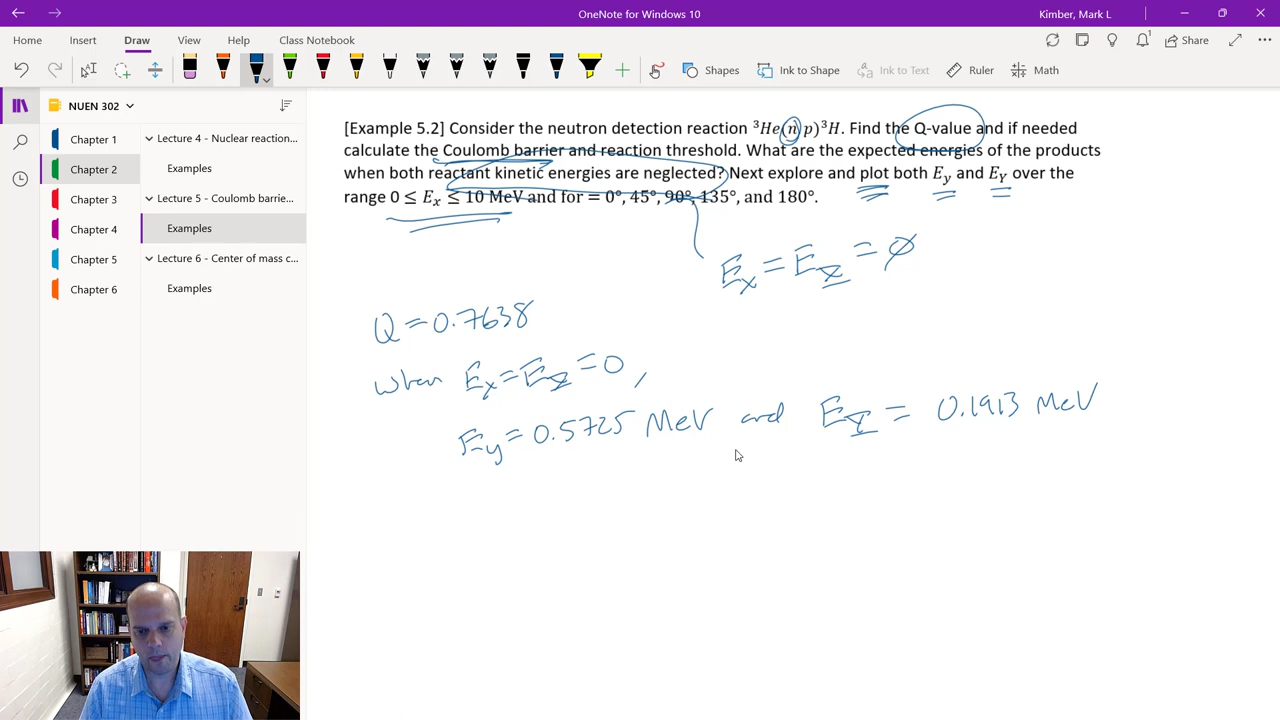 OneNote for Windows 10
Kimber, Mark L
Home Insert Draw View Help Class Notebook
Share
Shapes Ink to Shape Ink to Text Ruler Math
NUEN 302
Chapter 1
Chapter 2
Chapter 3
Chapter 4
Chapter 5
Chapter 6
Lecture 4 - Nuclear reaction...
Examples
Lecture 5 - Coulomb barrie...
Examples
Lecture 6 - Center of mass c...
Examples
[Example 5.2] Consider the neutron detection reaction ³He(n, p)³H. Find the Q-value and if needed
calculate the Coulomb barrier and reaction threshold. What are the expected energies of the products
when both reactant kinetic energies are neglected? Next explore and plot both E_y and E_Y over the
range 0 ≤ E_x ≤ 10 MeV and for = 0°, 45°, 90°, 135°, and 180°.
E_x = E_X = ∅
Q = 0.7638
when E_x = E_X = 0,
E_y = 0.5725 MeV and E_Y = 0.1913 MeV